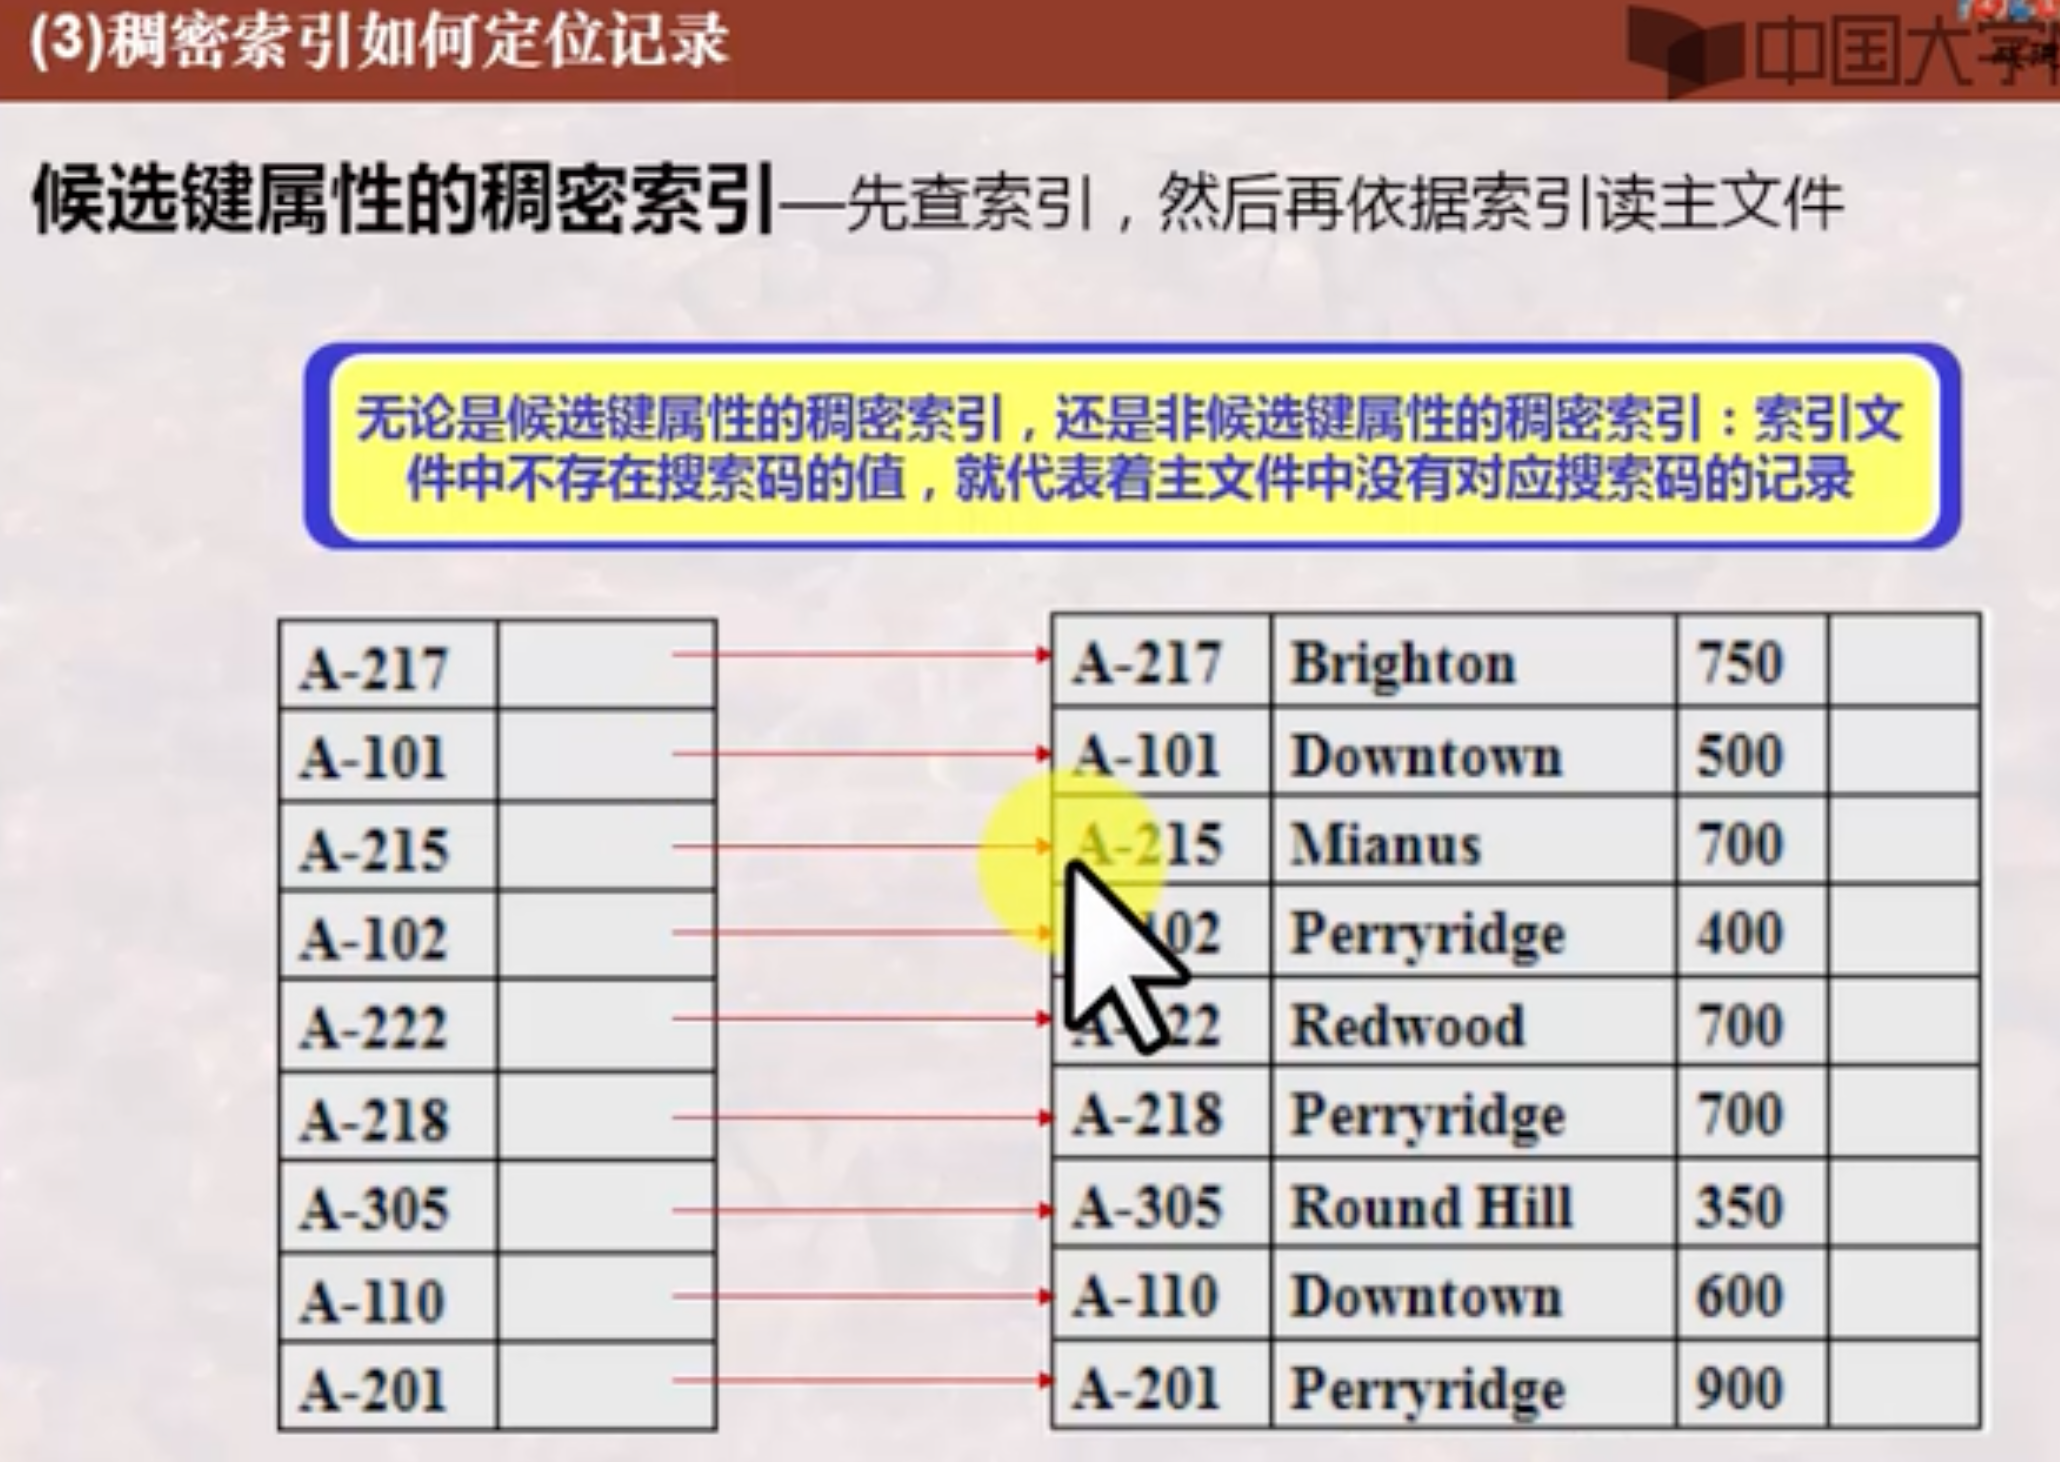 (3)稠密索引如何定位记录
中国大学
候选键属性的稠密索引—先查索引，然后再依据索引读主文件
无论是候选键属性的稠密索引，还是非候选键属性的稠密索引：索引文
件中不存在搜索码的值，就代表着主文件中没有对应搜索码的记录
A-217 A-217 Brighton 750
A-101 A-101 Downtown 500
A-215 A-215 Mianus 700
A-102 102 Perryridge 400
A-222 A-22 Redwood 700
A-218 A-218 Perryridge 700
A-305 A-305 Round Hill 350
A-110 A-110 Downtown 600
A-201 A-201 Perryridge 900